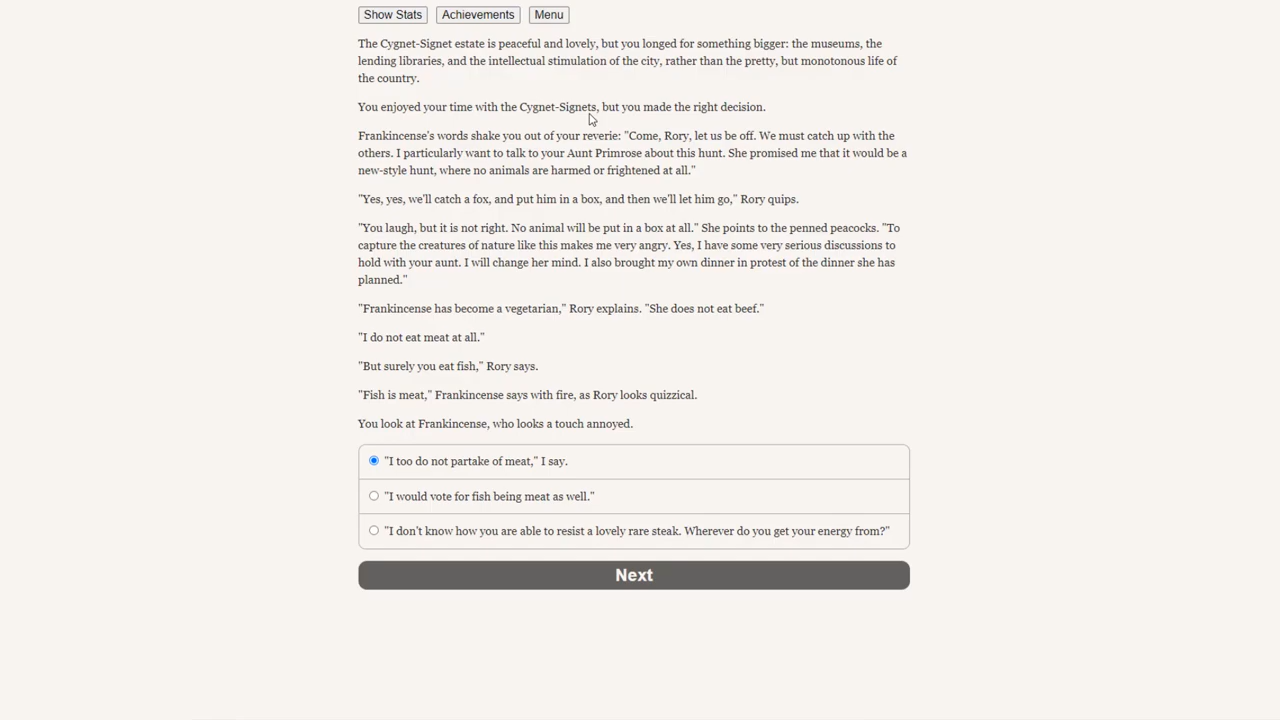 Show Stats Achievements Menu
The Cygnet-Signet estate is peaceful and lovely, but you longed for something bigger: the museums, the
lending libraries, and the intellectual stimulation of the city, rather than the pretty, but monotonous life of
the country.
You enjoyed your time with the Cygnet-Signets, but you made the right decision.
Frankincense's words shake you out of your reverie: "Come, Rory, let us be off. We must catch up with the
others. I particularly want to talk to your Aunt Primrose about this hunt. She promised me that it would be a
new-style hunt, where no animals are harmed or frightened at all."
"Yes, yes, we'll catch a fox, and put him in a box, and then we'll let him go," Rory quips.
"You laugh, but it is not right. No animal will be put in a box at all." She points to the penned peacocks. "To
capture the creatures of nature like this makes me very angry. Yes, I have some very serious discussions to
hold with your aunt. I will change her mind. I also brought my own dinner in protest of the dinner she has
planned."
"Frankincense has become a vegetarian," Rory explains. "She does not eat beef."
"I do not eat meat at all."
"But surely you eat fish," Rory says.
"Fish is meat," Frankincense says with fire, as Rory looks quizzical.
You look at Frankincense, who looks a touch annoyed.
"I too do not partake of meat," I say.
"I would vote for fish being meat as well."
"I don't know how you are able to resist a lovely rare steak. Wherever do you get your energy from?"
Next